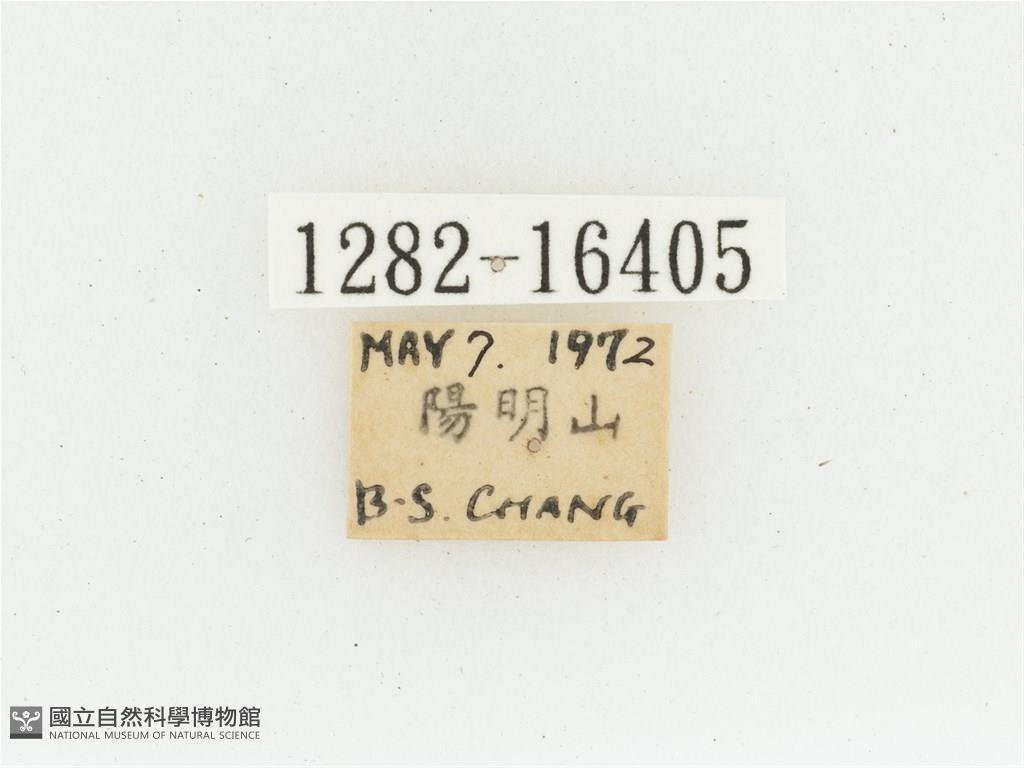 1282-16405
MAY 7. 1972
陽明山
B.S. CHANG
國立自然科學博物館
NATIONAL MUSEUM OF NATURAL SCIENCE